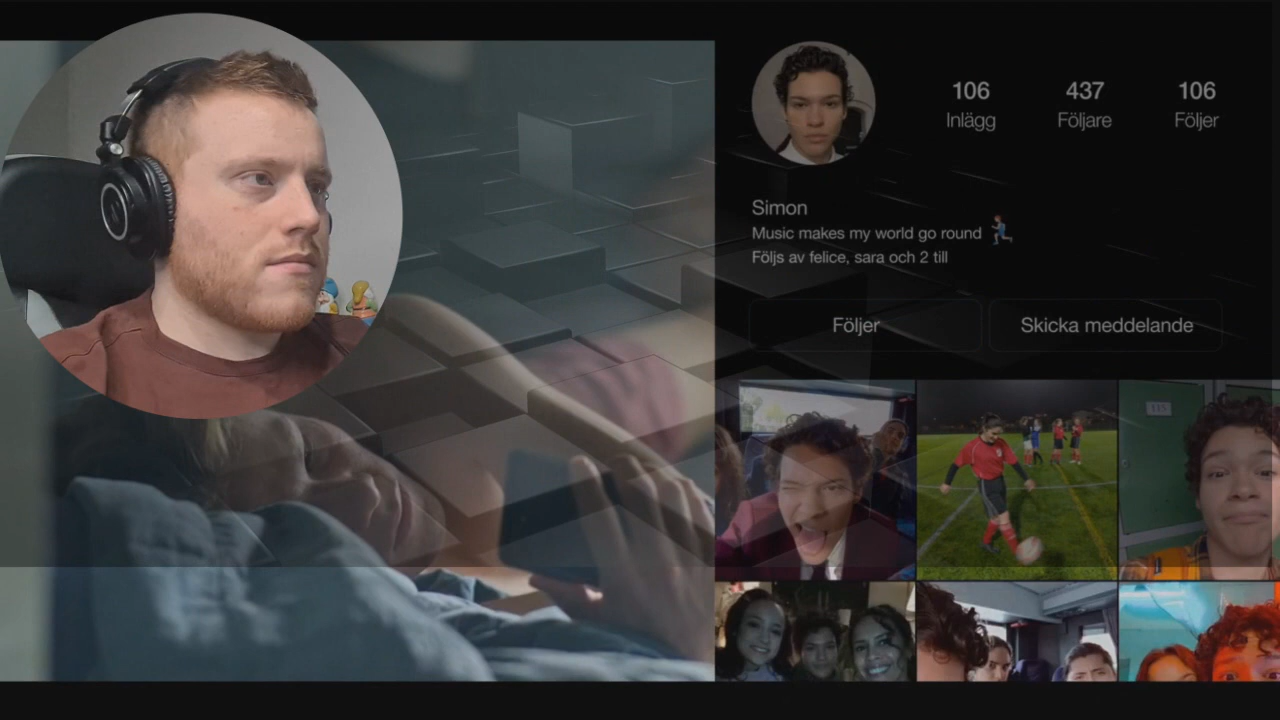 106 437 106
Inlägg Följare Följer
Simon
Music makes my world go round
Följs av felice, sara och 2 till
Följer Skicka meddelande
115